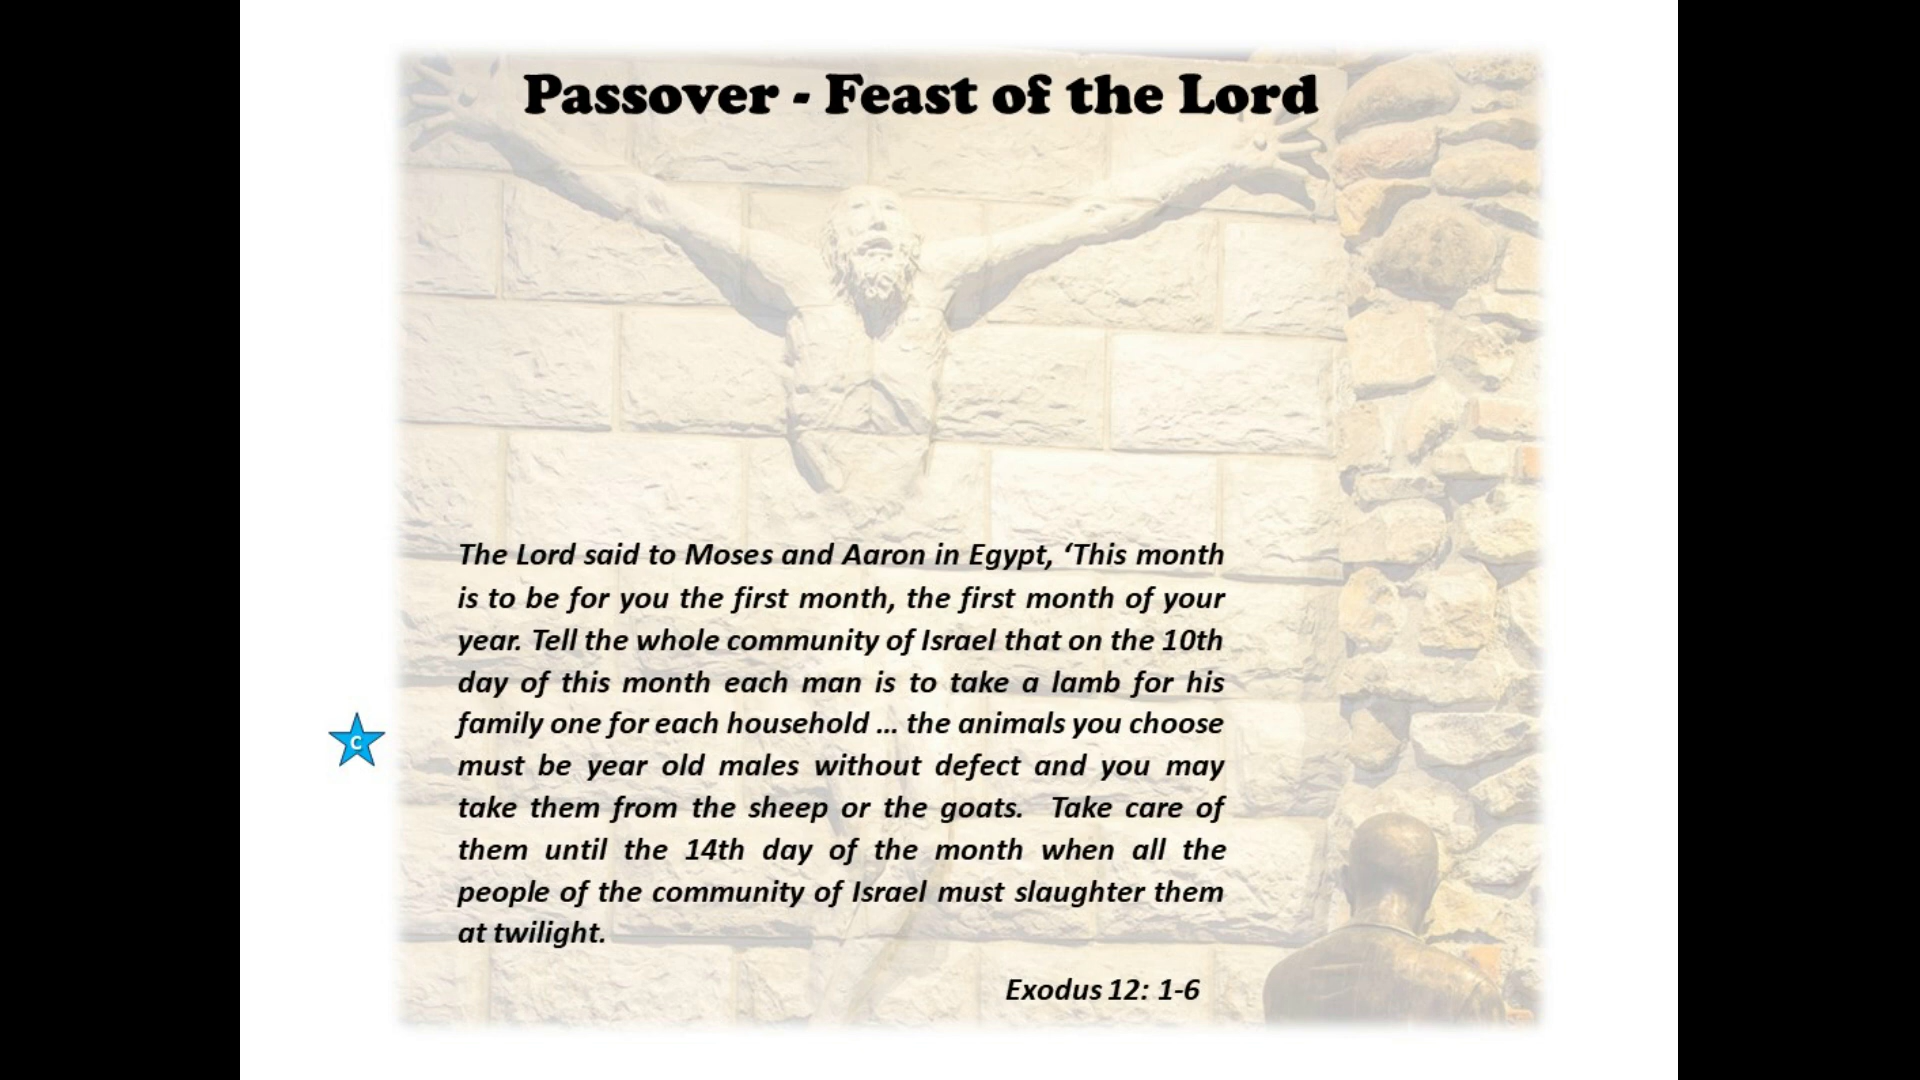 Passover - Feast of the Lord
The Lord said to Moses and Aaron in Egypt, ‘This month
is to be for you the first month, the first month of your
year. Tell the whole community of Israel that on the 10th
day of this month each man is to take a lamb for his
family one for each household ... the animals you choose
must be year old males without defect and you may
take them from the sheep or the goats.  Take care of
them until the 14th day of the month when all the
people of the community of Israel must slaughter them
at twilight.
Exodus 12: 1-6
C